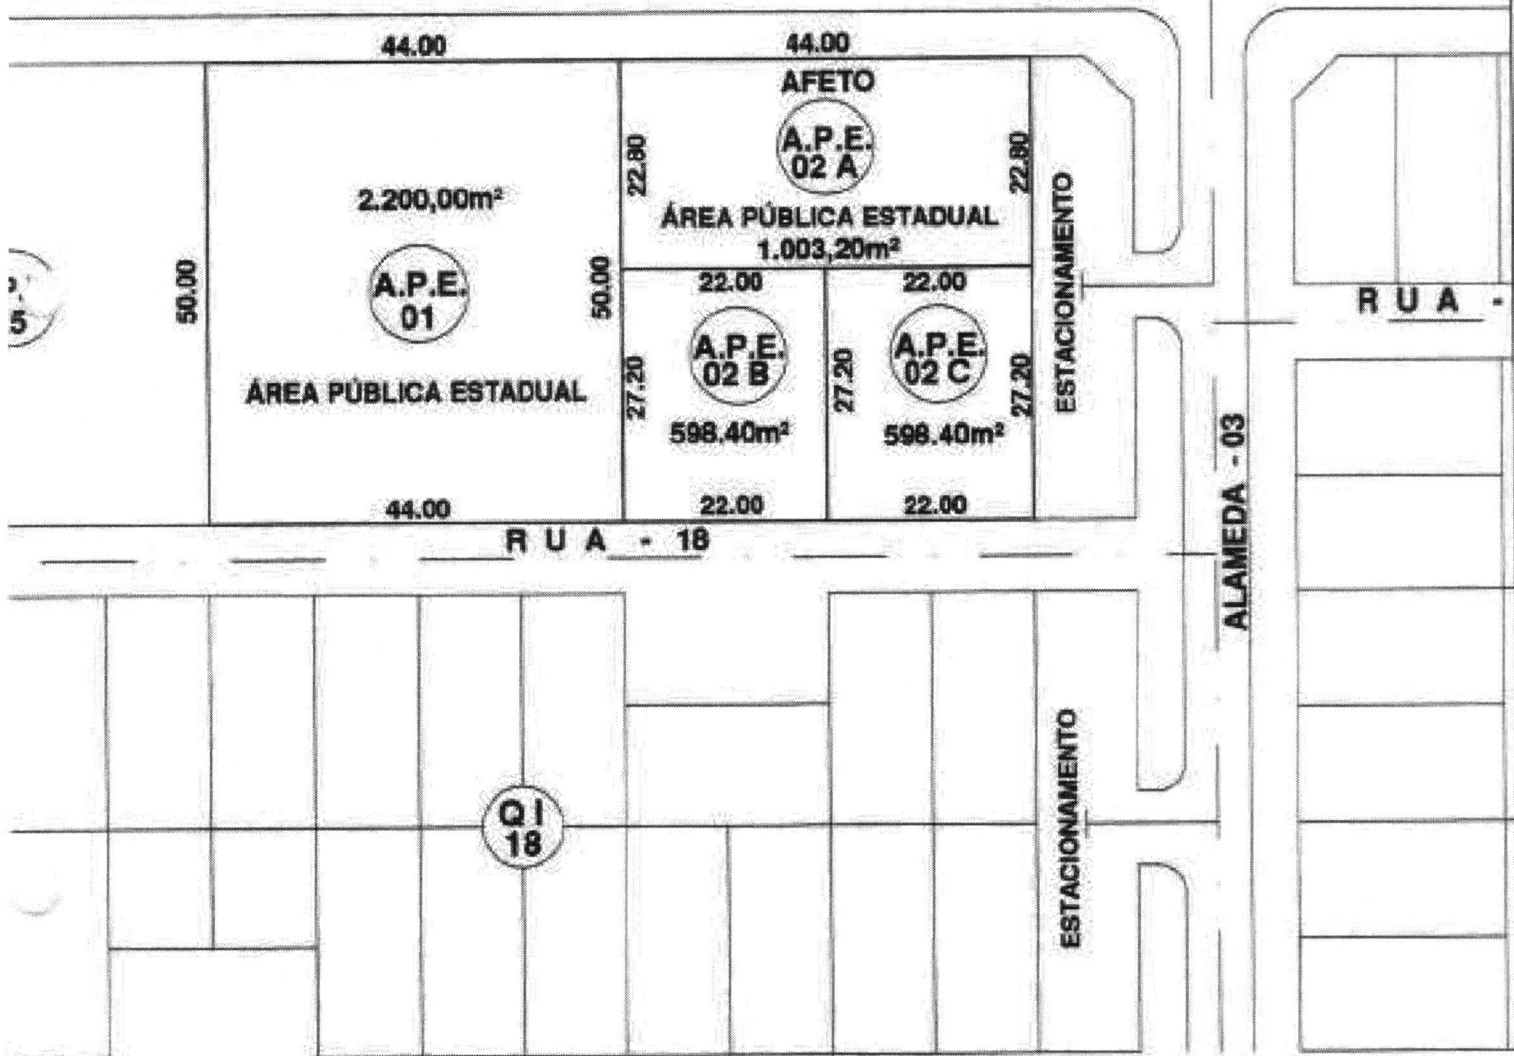 44.00
44.00
AFETO
A.P.E.
02 A
22.80
22.80
2.200,00m²
ÁREA PÚBLICA ESTADUAL
1.003,20m²
A.P.E.
01
50.00
50.00
ÁREA PÚBLICA ESTADUAL
22.00
22.00
A.P.E.
02 B
A.P.E.
02 C
27.20
27.20
27.20
598.40m²
598.40m²
44.00
22.00
22.00
ESTACIONAMENTO
5
RUA -
RUA - 18
ALAMEDA - 03
QI
18
ESTACIONAMENTO